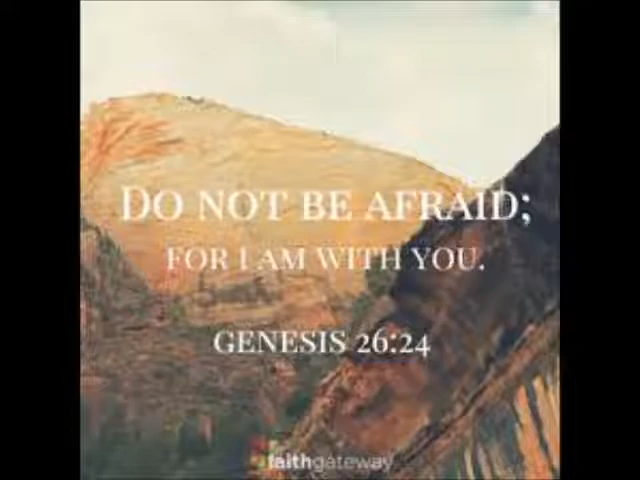 DO NOT BE AFRAID;
FOR I AM WITH YOU.
GENESIS 26:24
faithgateway